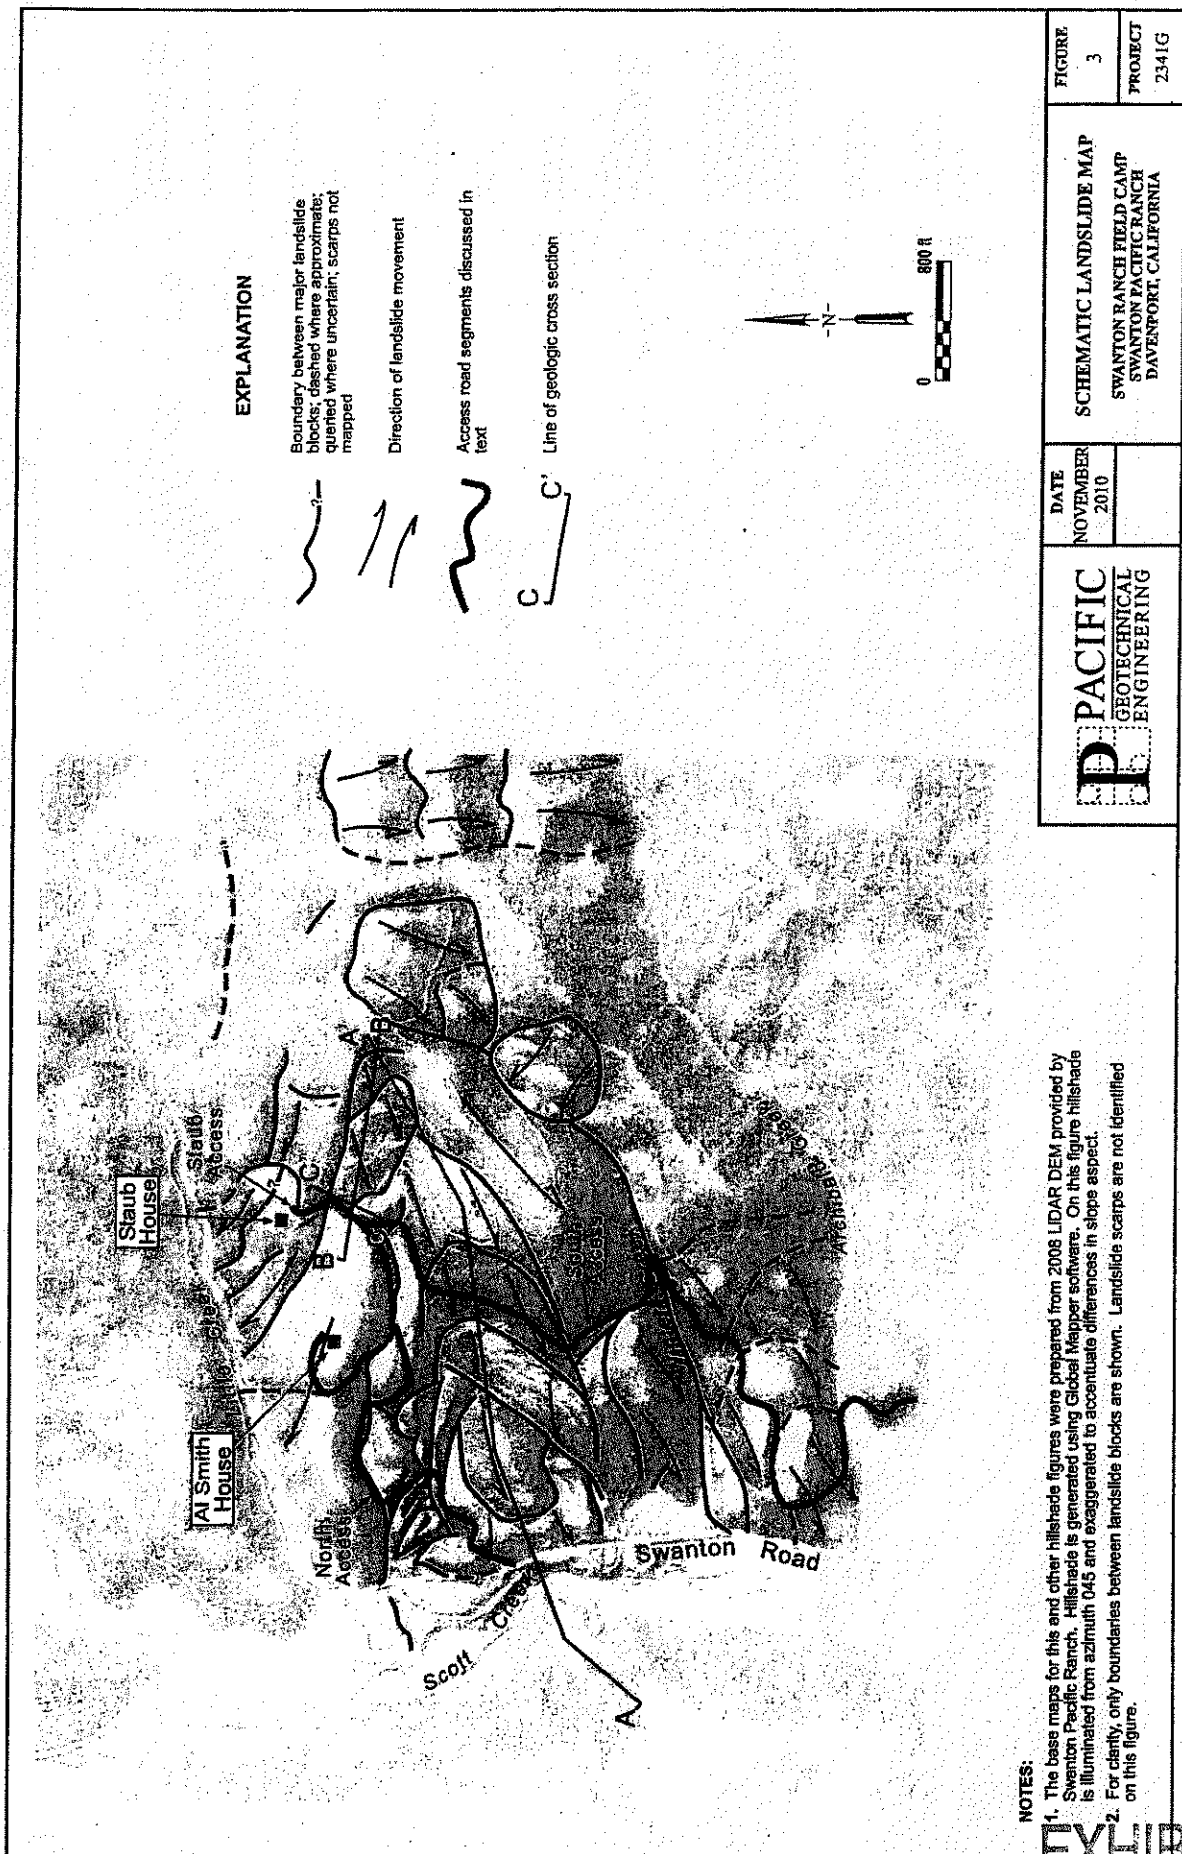 EXPLANATION
Boundary between major landslide
blocks; dashed where approximate;
queried where uncertain; scarps not
mapped
?
Direction of landslide movement
Access road segments discussed in
text
C
C'
Line of geologic cross section
-N-
0
800 ft
Staub
House
Staub
Access
Al Smith
House
North
Access
South
Access
Little Creek
Scott Creek
Swanton Road
Archibald Creek
A
A'
B
B'
C
C'
?
NOTES:
1. The base maps for this and other hillshade figures were prepared from 2008 LiDAR DEM provided by
Swanton Pacific Ranch. Hillshade is generated using Global Mapper software. On this figure hillshade
is illuminated from azimuth 045 and exaggerated to accentuate differences in slope aspect.
2. For clarity, only boundaries between landslide blocks are shown. Landslide scarps are not identified
on this figure.
P PACIFIC
GEOTECHNICAL
ENGINEERING
DATE
NOVEMBER
2010
SCHEMATIC LANDSLIDE MAP
SWANTON RANCH FIELD CAMP
SWANTON PACIFIC RANCH
DAVENPORT, CALIFORNIA
FIGURE
3
PROJECT
2341G